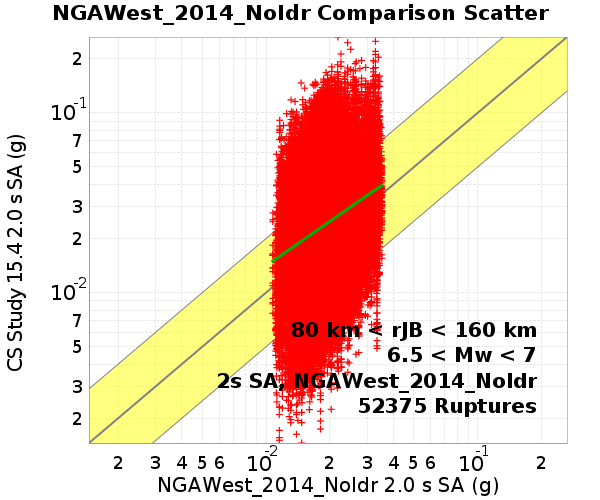 NGAWest_2014_NoIdr Comparison Scatter
CS Study 15.4 2.0 s SA (g)
2
10^-1
7
5
3
2
10^-2
7
5
3
2
80 km < rJB < 160 km
6.5 < Mw < 7
2s SA, NGAWest_2014_NoIdr
52375 Ruptures
2 3 4 5 6 10^-2 2 3 4 5 6 10^-1 2
NGAWest_2014_NoIdr 2.0 s SA (g)